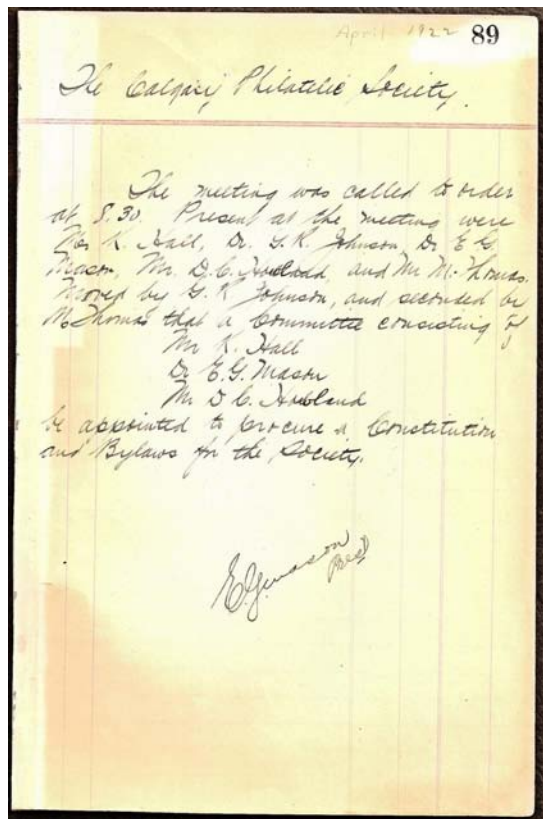 April 1922 89
The Calgary Philatelic Society.
The meeting was called to order
at 8.30. Present at the meeting were
Mr K. Hall, Dr. G. R. Johnson, Dr E G.
Mason, Mr. D. C. Howland, and Mr M. Thomas.
Moved by G. R Johnson, and seconded by
M. Thomas that a Committee consisting of
Mr K. Hall
Dr E. G. Mason
Mr D C. Howland
be appointed to procure a Constitution
and Bylaws for the Society.
E. G. Mason
Pres